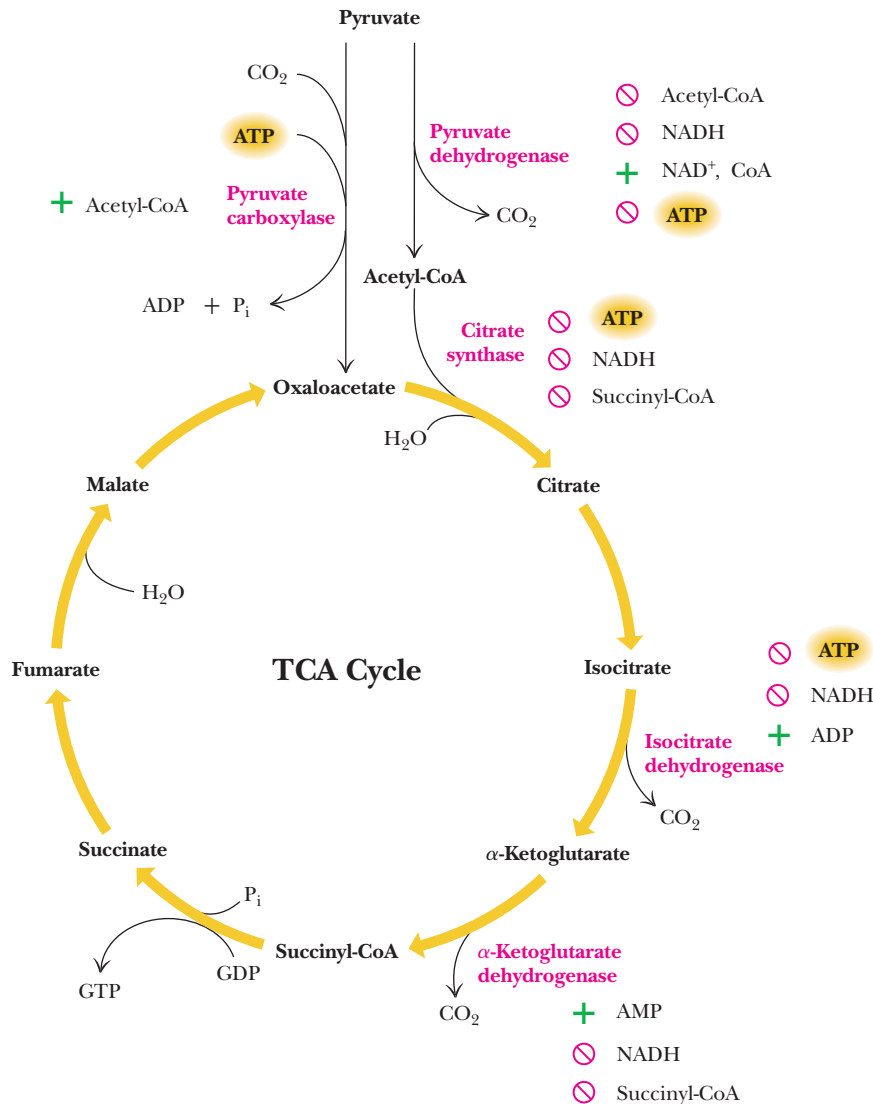 Pyruvate
CO₂
ATP
Pyruvate
dehydrogenase
Acetyl-CoA
NADH
NAD⁺, CoA
ATP
+ Acetyl-CoA
Pyruvate
carboxylase
CO₂
ADP + Pᵢ
Acetyl-CoA
Citrate
synthase
ATP
NADH
Succinyl-CoA
Oxaloacetate
H₂O
Malate
Citrate
H₂O
Fumarate
TCA Cycle
Isocitrate
ATP
NADH
+ ADP
Isocitrate
dehydrogenase
CO₂
Succinate
α-Ketoglutarate
Pᵢ
Succinyl-CoA
GDP
GTP
α-Ketoglutarate
dehydrogenase
CO₂
+ AMP
NADH
Succinyl-CoA